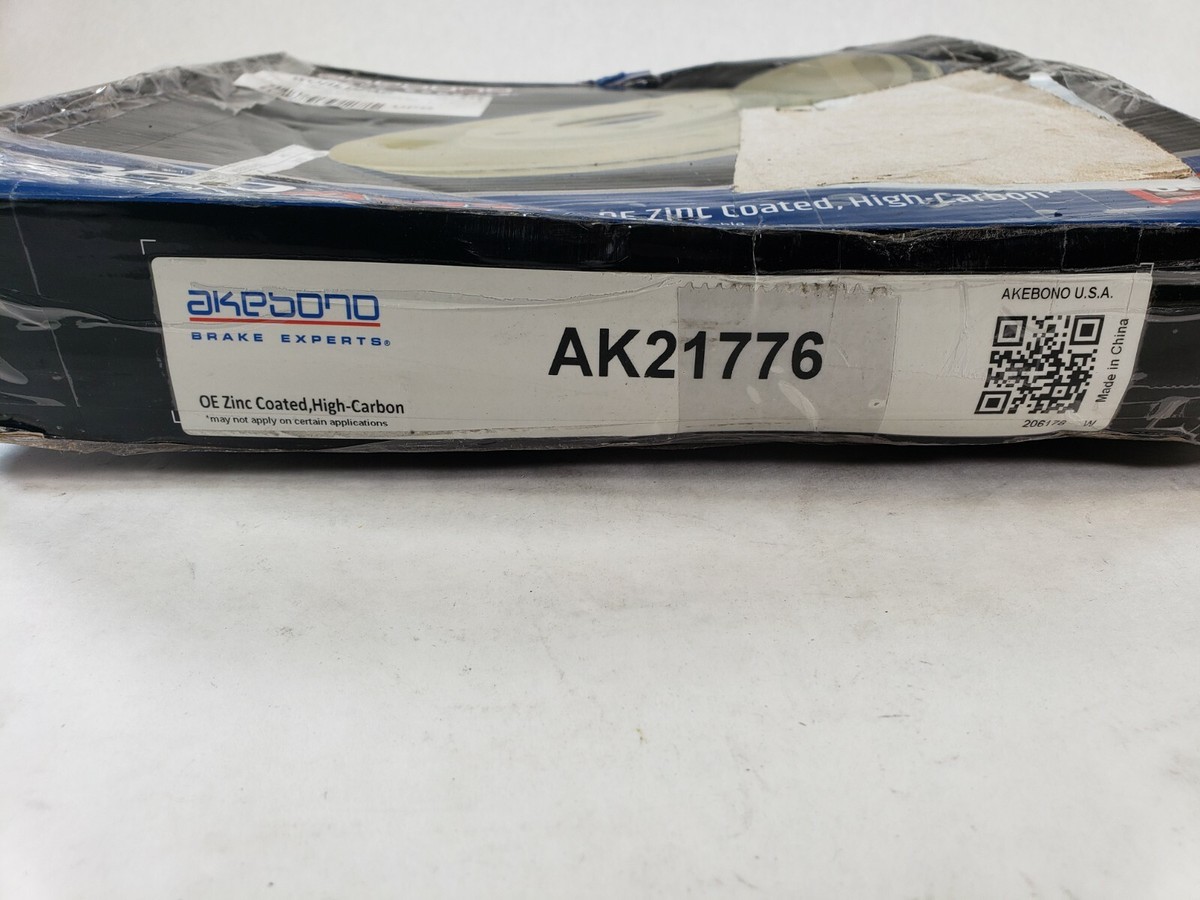 OE Zinc Coated, High-Carbon*
akebono
BRAKE EXPERTS®
AK21776
OE Zinc Coated,High-Carbon
*may not apply on certain applications
AKEBONO U.S.A.
Made in China